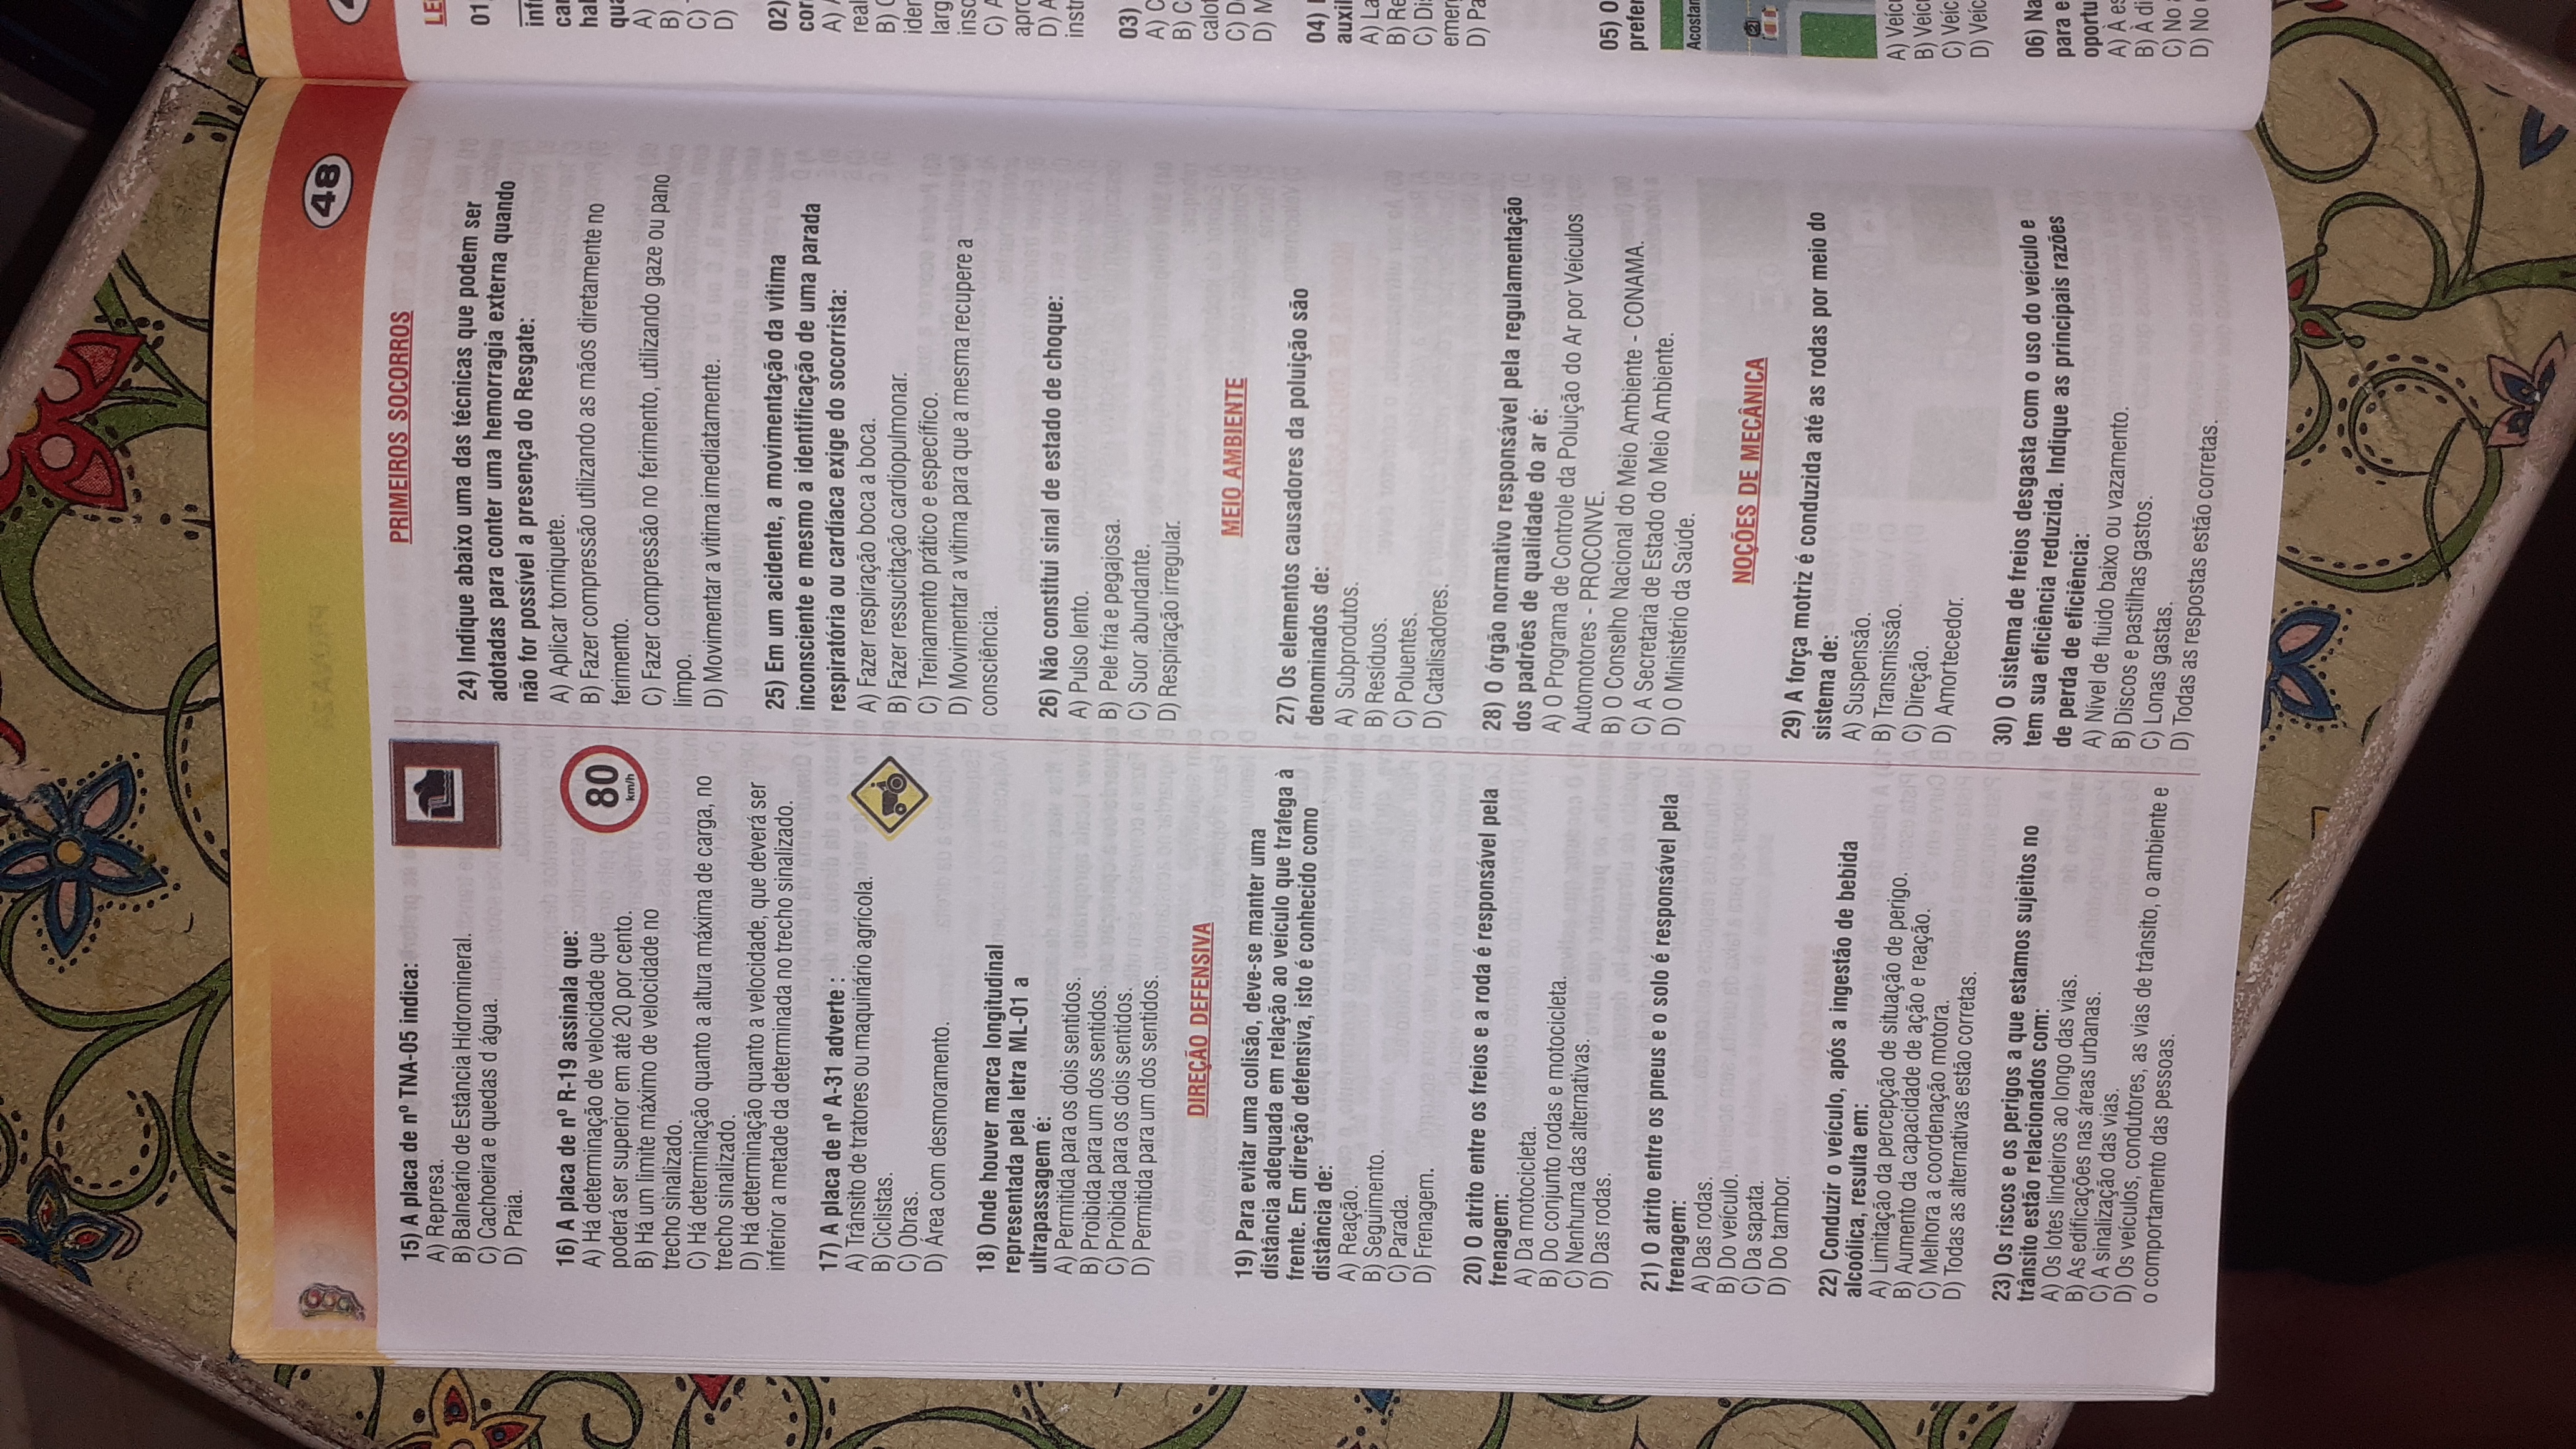 48
15) A placa de nº TNA-05 indica:
A) Represa.
B) Balneário de Estância Hidromineral.
C) Cachoeira e quedas d água.
D) Praia.
16) A placa de nº R-19 assinala que:
A) Há determinação de velocidade que
poderá ser superior em até 20 por cento.
B) Há um limite máximo de velocidade no
trecho sinalizado.
C) Há determinação quanto a altura máxima de carga, no
trecho sinalizado.
D) Há determinação quanto a velocidade, que deverá ser
inferior a metade da determinada no trecho sinalizado.
80
km/h
17) A placa de nº A-31 adverte :
A) Trânsito de tratores ou maquinário agrícola.
B) Ciclistas.
C) Obras.
D) Área com desmoramento.
18) Onde houver marca longitudinal
representada pela letra ML-01 a
ultrapassagem é:
A) Permitida para os dois sentidos.
B) Proibida para um dos sentidos.
C) Proibida para os dois sentidos.
D) Permitida para um dos sentidos.
DIREÇÃO DEFENSIVA
19) Para evitar uma colisão, deve-se manter uma
distância adequada em relação ao veículo que trafega à
frente. Em direção defensiva, isto é conhecido como
distância de:
A) Reação.
B) Seguimento.
C) Parada.
D) Frenagem.
20) O atrito entre os freios e a roda é responsável pela
frenagem:
A) Da motocicleta.
B) Do conjunto rodas e motocicleta.
C) Nenhuma das alternativas.
D) Das rodas.
21) O atrito entre os pneus e o solo é responsável pela
frenagem:
A) Das rodas.
B) Do veículo.
C) Da sapata.
D) Do tambor.
22) Conduzir o veículo, após a ingestão de bebida
alcoólica, resulta em:
A) Limitação da percepção de situação de perigo.
B) Aumento da capacidade de ação e reação.
C) Melhora a coordenação motora.
D) Todas as alternativas estão corretas.
23) Os riscos e os perigos a que estamos sujeitos no
trânsito estão relacionados com:
A) Os lotes lindeiros ao longo das vias.
B) As edificações nas áreas urbanas.
C) A sinalização das vias.
D) Os veículos, condutores, as vias de trânsito, o ambiente e
o comportamento das pessoas.
PRIMEIROS SOCORROS
24) Indique abaixo uma das técnicas que podem ser
adotadas para conter uma hemorragia externa quando
não for possível a presença do Resgate:
A) Aplicar torniquete.
B) Fazer compressão utilizando as mãos diretamente no
ferimento.
C) Fazer compressão no ferimento, utilizando gaze ou pano
limpo.
D) Movimentar a vítima imediatamente.
25) Em um acidente, a movimentação da vítima
inconsciente e mesmo a identificação de uma parada
respiratória ou cardíaca exige do socorrista:
A) Fazer respiração boca a boca.
B) Fazer ressucitação cardiopulmonar.
C) Treinamento prático e específico.
D) Movimentar a vítima para que a mesma recupere a
consciência.
26) Não constitui sinal de estado de choque:
A) Pulso lento.
B) Pele fria e pegajosa.
C) Suor abundante.
D) Respiração irregular.
MEIO AMBIENTE
27) Os elementos causadores da poluição são
denominados de:
A) Subprodutos.
B) Resíduos.
C) Poluentes.
D) Catalisadores.
28) O órgão normativo responsável pela regulamentação
dos padrões de qualidade do ar é:
A) O Programa de Controle da Poluição do Ar por Veículos
Automotores - PROCONVE.
B) O Conselho Nacional do Meio Ambiente - CONAMA.
C) A Secretaria de Estado do Meio Ambiente.
D) O Ministério da Saúde.
NOÇÕES DE MECÂNICA
29) A força motriz é conduzida até as rodas por meio do
sistema de:
A) Suspensão.
B) Transmissão.
C) Direção.
D) Amortecedor.
30) O sistema de freios desgasta com o uso do veículo e
tem sua eficiência reduzida. Indique as principais razões
de perda de eficiência:
A) Nível de fluido baixo ou vazamento.
B) Discos e pastilhas gastos.
C) Lonas gastas.
D) Todas as respostas estão corretas.
01
A)
B)
C)
D)
02)
A)
B)
C)
D)
03)
A)
B)
C)
D)
04)
A) La
B) Re
C) Di
D) Pa
05) O
prefer
Acostan
A) Veícu
B) Veícu
C) Veíc
D) Veíc
06) Na
para e
oportu
A) A es
B) A di
C) No
D) No